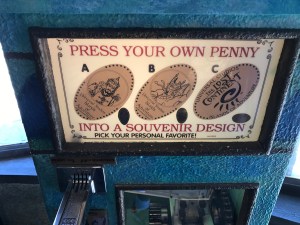 PRESS YOUR OWN PENNY
A B C
INTO A SOUVENIR DESIGN
PICK YOUR PERSONAL FAVORITE!